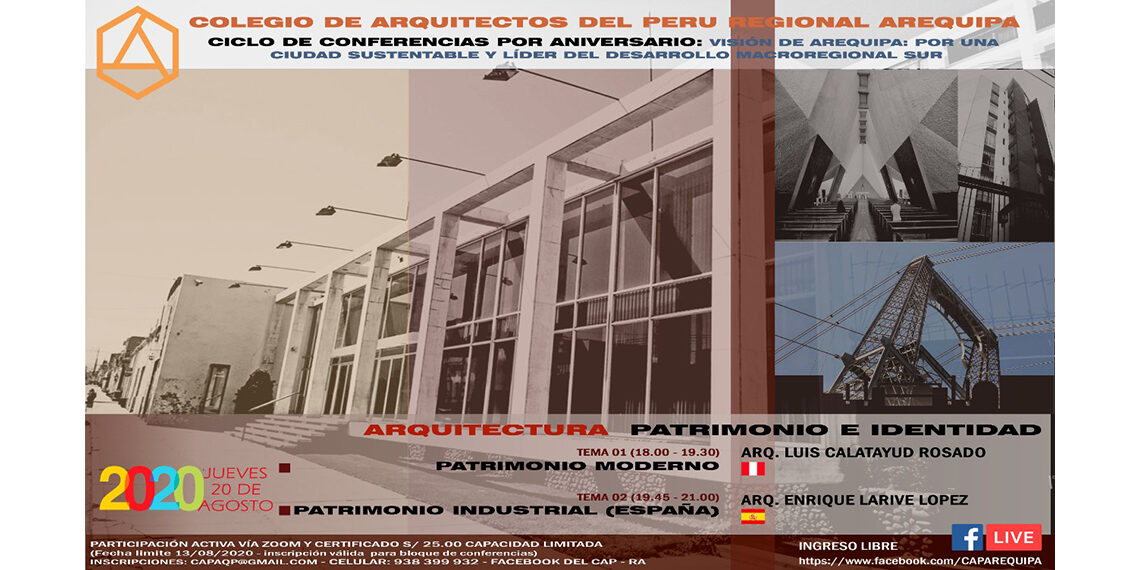 COLEGIO DE ARQUITECTOS DEL PERU REGIONAL AREQUIPA
CICLO DE CONFERENCIAS POR ANIVERSARIO: VISIÓN DE AREQUIPA: POR UNA
CIUDAD SUSTENTABLE Y LÍDER DEL DESARROLLO MACROREGIONAL SUR
ARQUITECTURA PATRIMONIO E IDENTIDAD
TEMA 01 (18.00 - 19.30)
PATRIMONIO MODERNO
ARQ. LUIS CALATAYUD ROSADO
TEMA 02 (19.45 - 21.00)
PATRIMONIO INDUSTRIAL (ESPAÑA)
ARQ. ENRIQUE LARIVE LOPEZ
2020
JUEVES
20 DE
AGOSTO
PARTICIPACIÓN ACTIVA VÍA ZOOM Y CERTIFICADO S/ 25.00 CAPACIDAD LIMITADA
(Fecha limite 13/08/2020 - inscripción válida para bloque de conferencias)
INSCRIPCIONES: CAPAQP@GMAIL.COM - CELULAR: 938 399 932 - FACEBOOK DEL CAP - RA
INGRESO LIBRE
f LIVE
https://www.facebook.com/CAPAREQUIPA